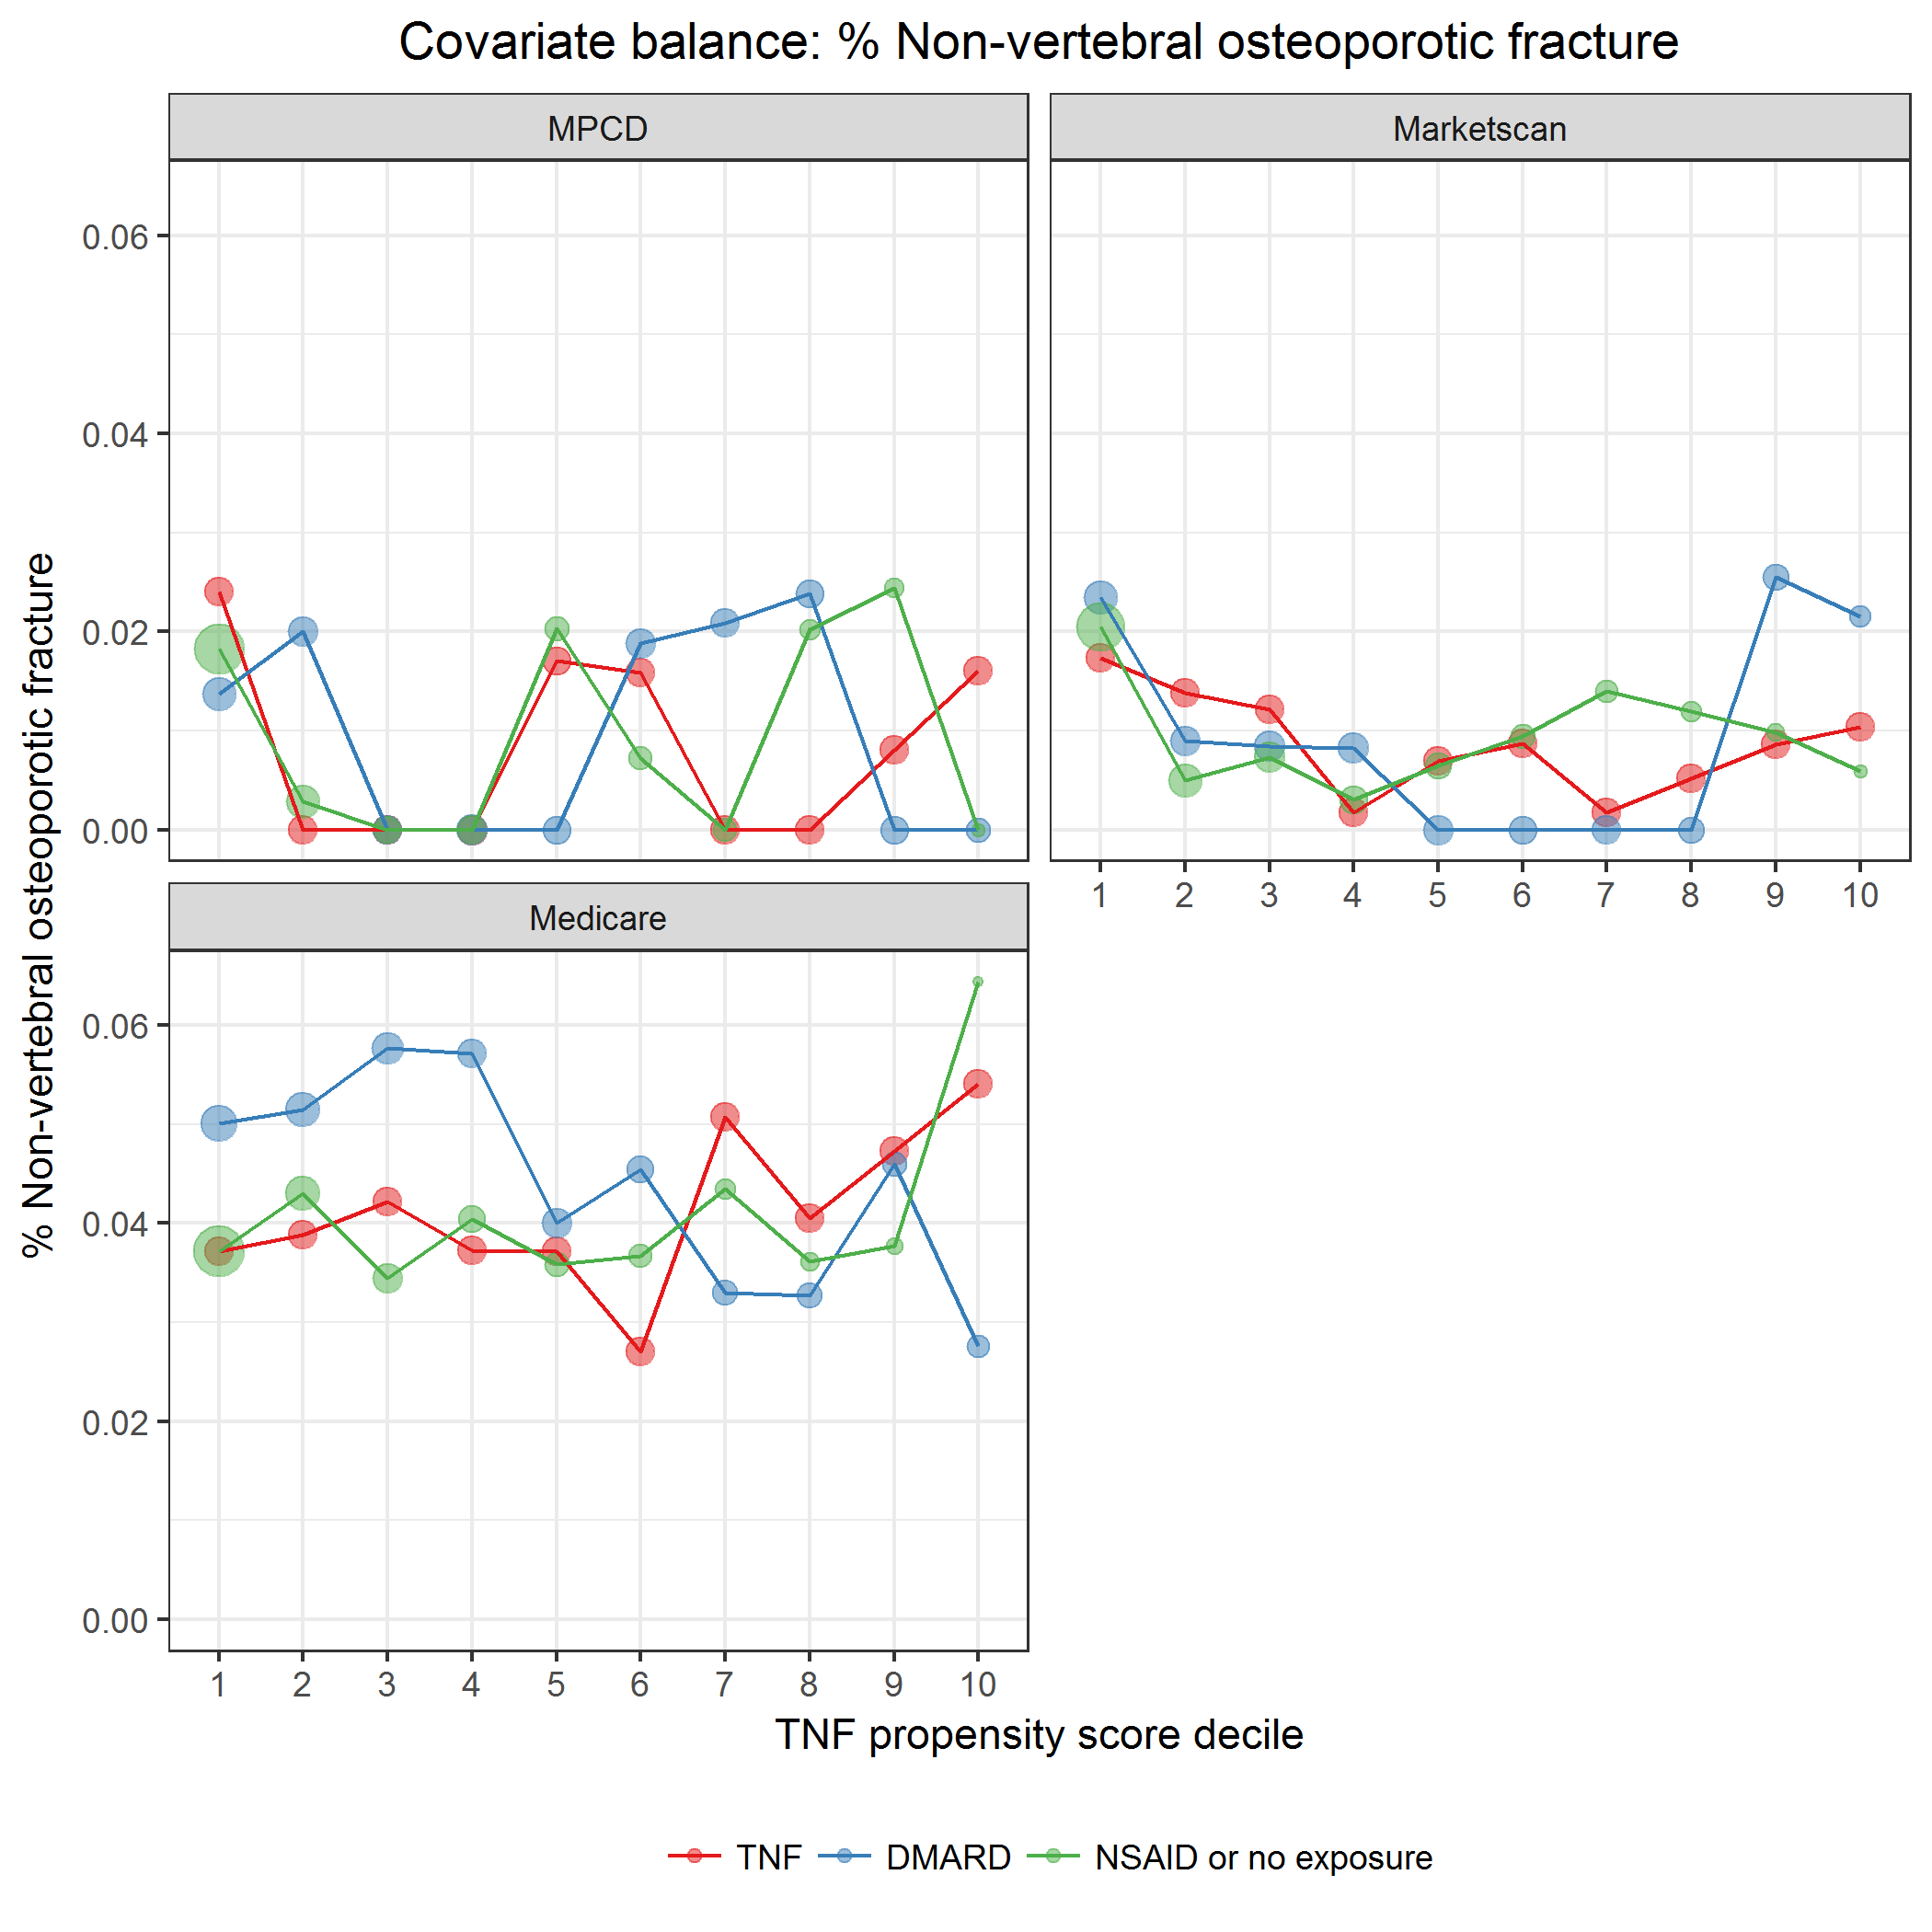 Covariate balance: % Non-vertebral osteoporotic fracture
MPCD
Marketscan
0.06
0.04
0.02
0.00
1 2 3 4 5 6 7 8 9 10
Medicare
0.06
0.04
0.02
0.00
1 2 3 4 5 6 7 8 9 10
% Non-vertebral osteoporotic fracture
TNF propensity score decile
TNF DMARD NSAID or no exposure